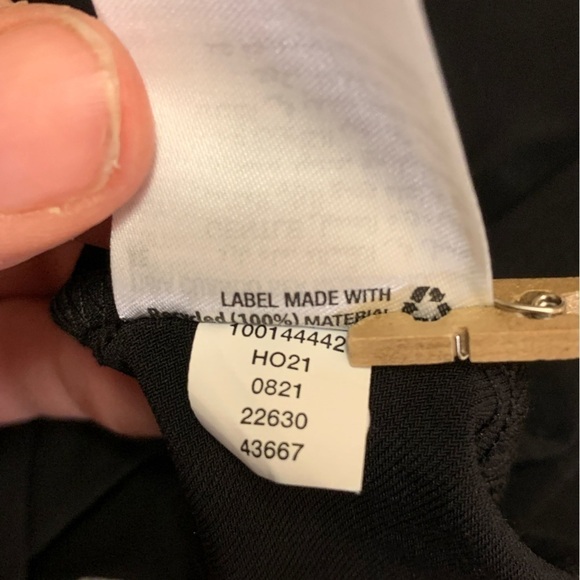 LABEL MADE WITH
Recycled (100%) MATERIAL
100144442
HO21
0821
22630
43667